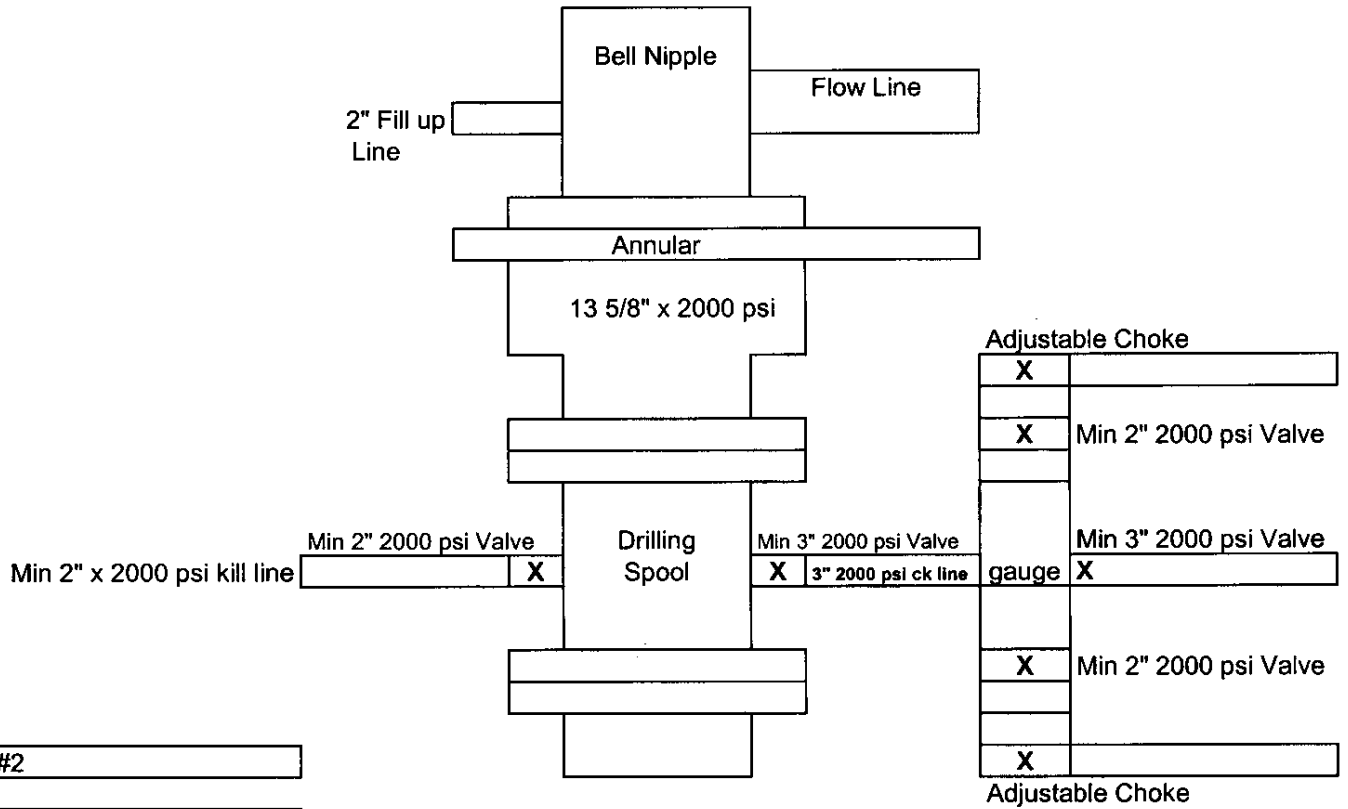 Bell Nipple
Flow Line
2" Fill up
Line
Annular
13 5/8" x 2000 psi
Adjustable Choke
X
X Min 2" 2000 psi Valve
Min 2" 2000 psi Valve
Drilling
Spool
Min 3" 2000 psi Valve
Min 3" 2000 psi Valve
Min 2" x 2000 psi kill line
X
X
3" 2000 psi ck line
gauge
X
X Min 2" 2000 psi Valve
#2
X
Adjustable Choke